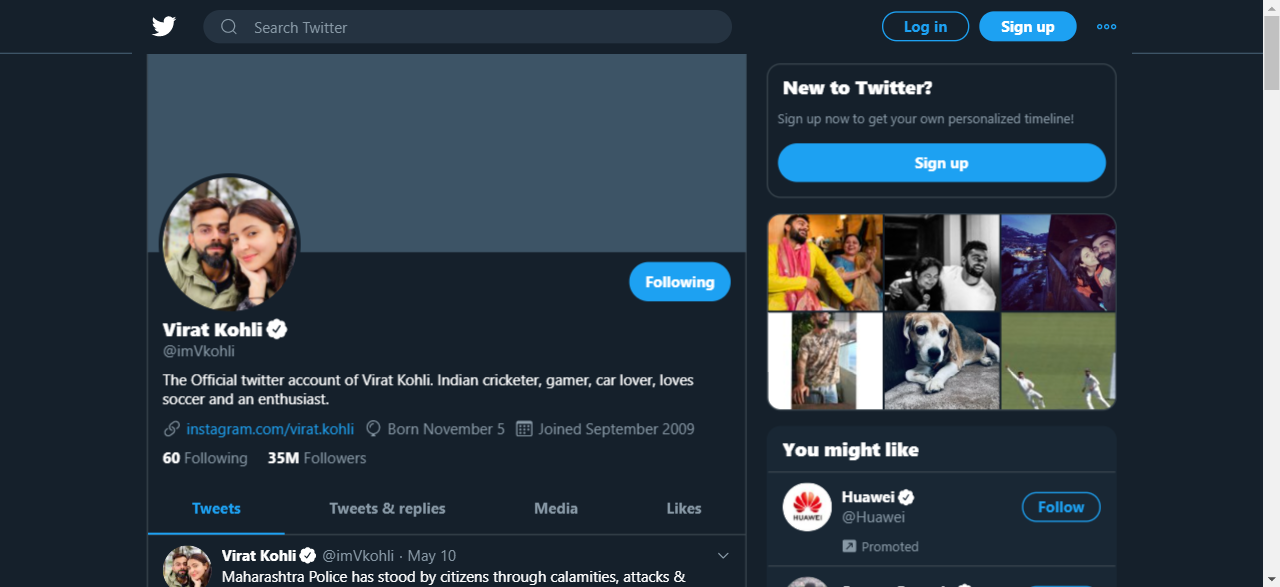 Search Twitter
Log in
Sign up
New to Twitter?
Sign up now to get your own personalized timeline!
Sign up
Following
Virat Kohli
@imVkohli
The Official twitter account of Virat Kohli. Indian cricketer, gamer, car lover, loves
soccer and an enthusiast.
instagram.com/virat.kohli Born November 5 Joined September 2009
60 Following 35M Followers
Tweets Tweets & replies Media Likes
Virat Kohli @imVkohli · May 10
Maharashtra Police has stood by citizens through calamities, attacks &
You might like
HUAWEI
Huawei
@Huawei
Follow
Promoted